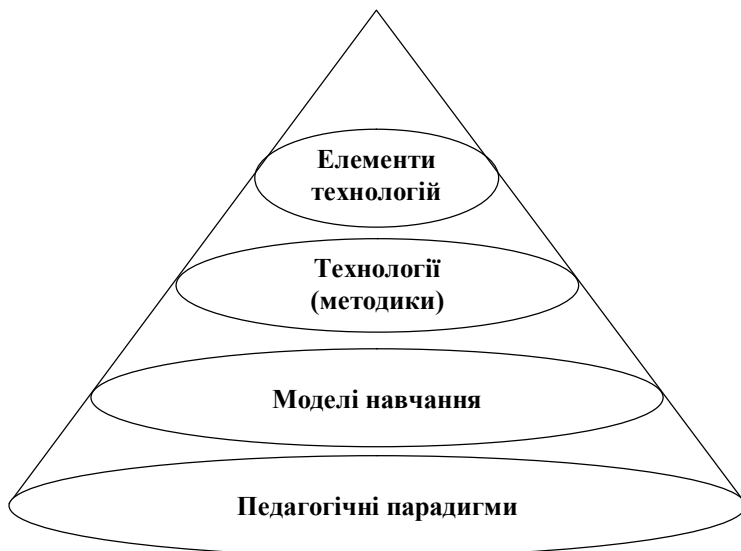 Елементи
технологій
Технології
(методики)
Моделі навчання
Педагогічні парадигми